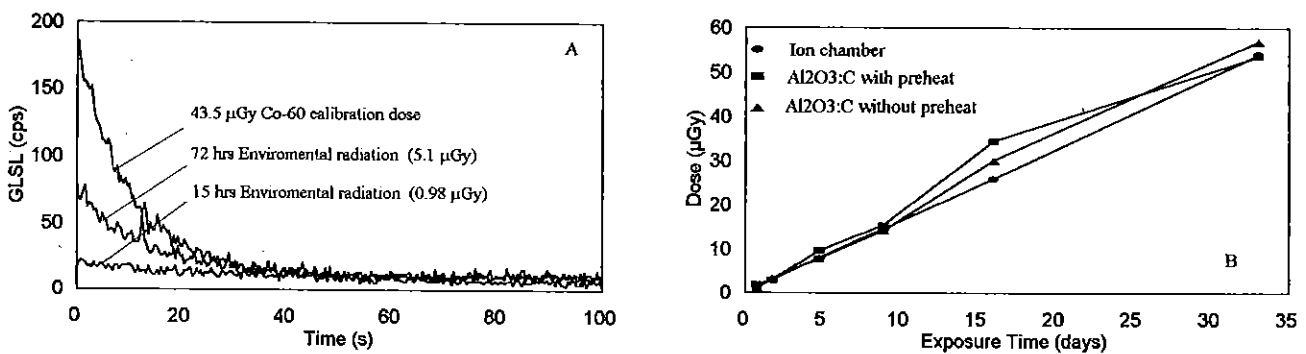 200
150
100
50
0
GLSL (cps)
A
43.5 µGy Co-60 calibration dose
72 hrs Enviromental radiation (5.1 µGy)
15 hrs Enviromental radiation (0.98 µGy)
0 20 40 60 80 100
Time (s)
60
50
40
30
20
10
0
Dose (µGy)
Ion chamber
Al2O3:C with preheat
Al2O3:C without preheat
B
0 5 10 15 20 25 30 35
Exposure Time (days)